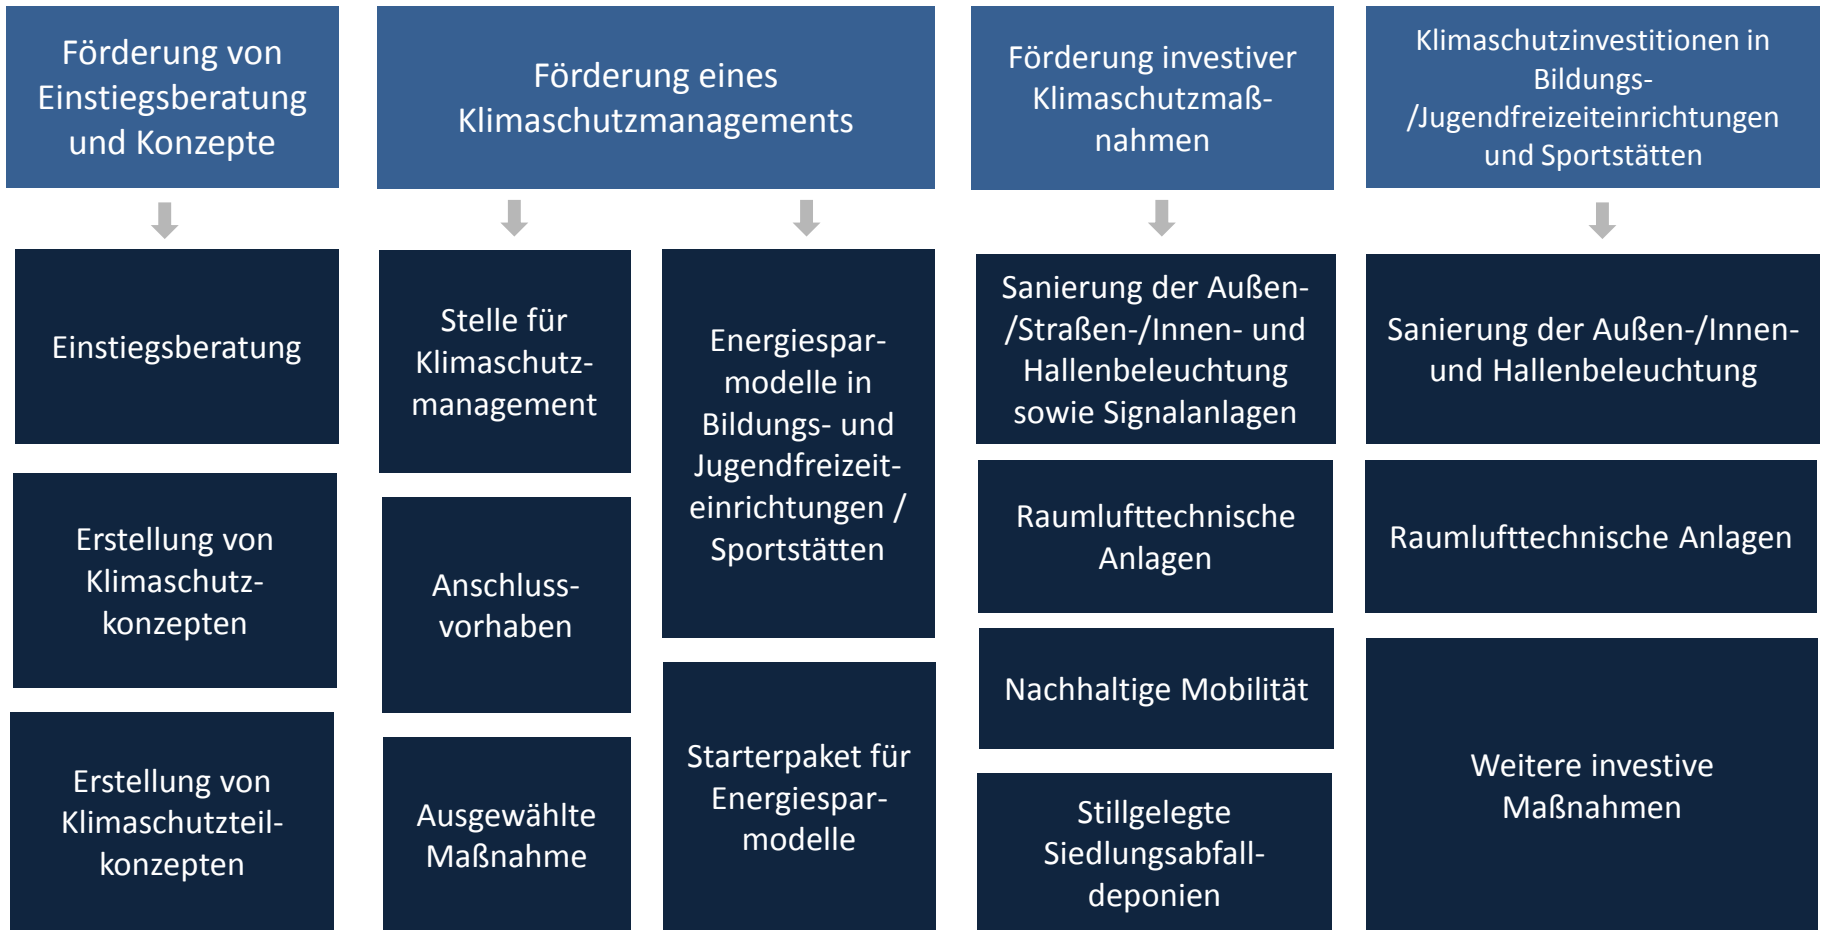 Förderung von
Einstiegsberatung
und Konzepte
Förderung eines
Klimaschutzmanagements
Förderung investiver
Klimaschutzmaß-
nahmen
Klimaschutzinvestitionen in
Bildungs-
/Jugendfreizeiteinrichtungen
und Sportstätten
Einstiegsberatung
Erstellung von
Klimaschutz-
konzepten
Erstellung von
Klimaschutzteil-
konzepten
Stelle für
Klimaschutz-
management
Anschluss-
vorhaben
Ausgewählte
Maßnahme
Energiespar-
modelle in
Bildungs- und
Jugendfreizeit-
einrichtungen /
Sportstätten
Starterpaket für
Energiespar-
modelle
Sanierung der Außen-
/Straßen-/Innen- und
Hallenbeleuchtung
sowie Signalanlagen
Raumlufttechnische
Anlagen
Nachhaltige Mobilität
Stillgelegte
Siedlungsabfall-
deponien
Sanierung der Außen-/Innen-
und Hallenbeleuchtung
Raumlufttechnische Anlagen
Weitere investive
Maßnahmen